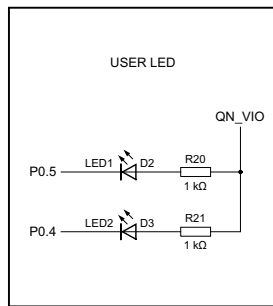 USER LED
QN_VIO
R20
LED1 D2
P0.5
1 kΩ
R21
LED2 D3
P0.4
1 kΩ